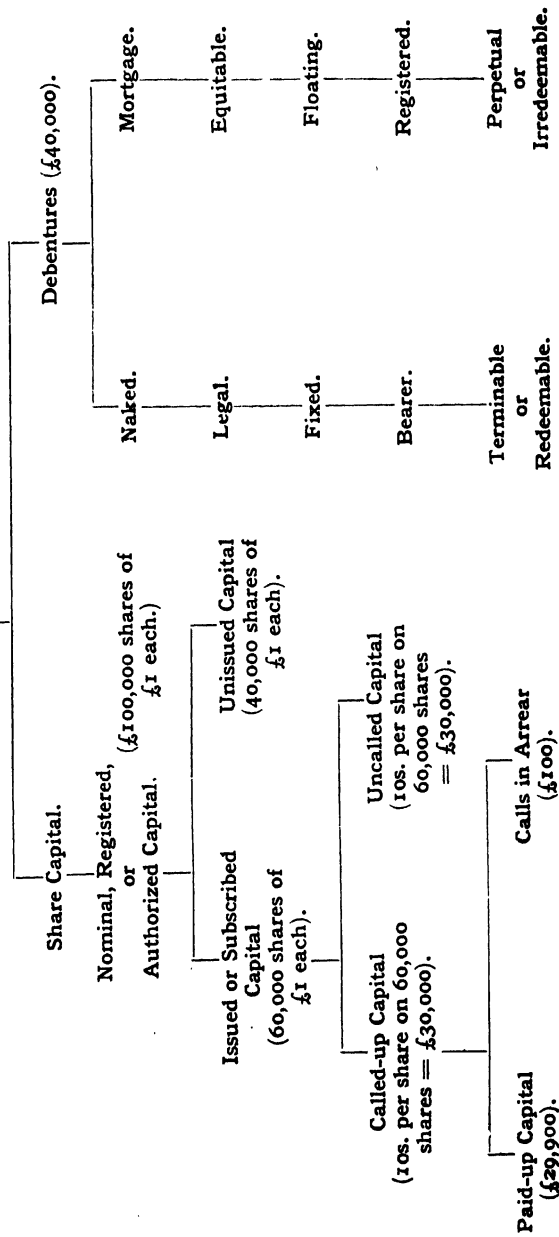 Share Capital.
Nominal, Registered,
or
Authorized Capital.
(£100,000 shares of
£1 each.)
Issued or Subscribed
Capital
(60,000 shares of
£1 each).
Unissued Capital
(40,000 shares of
£1 each).
Called-up Capital
(10s. per share on 60,000
shares = £30,000).
Uncalled Capital
(10s. per share on
60,000 shares
= £30,000).
Paid-up Capital
(£29,900).
Calls in Arrear
(£100).
Debentures (£40,000).
Naked.
Mortgage.
Legal.
Equitable.
Fixed.
Floating.
Bearer.
Registered.
Terminable
or
Redeemable.
Perpetual
or
Irredeemable.